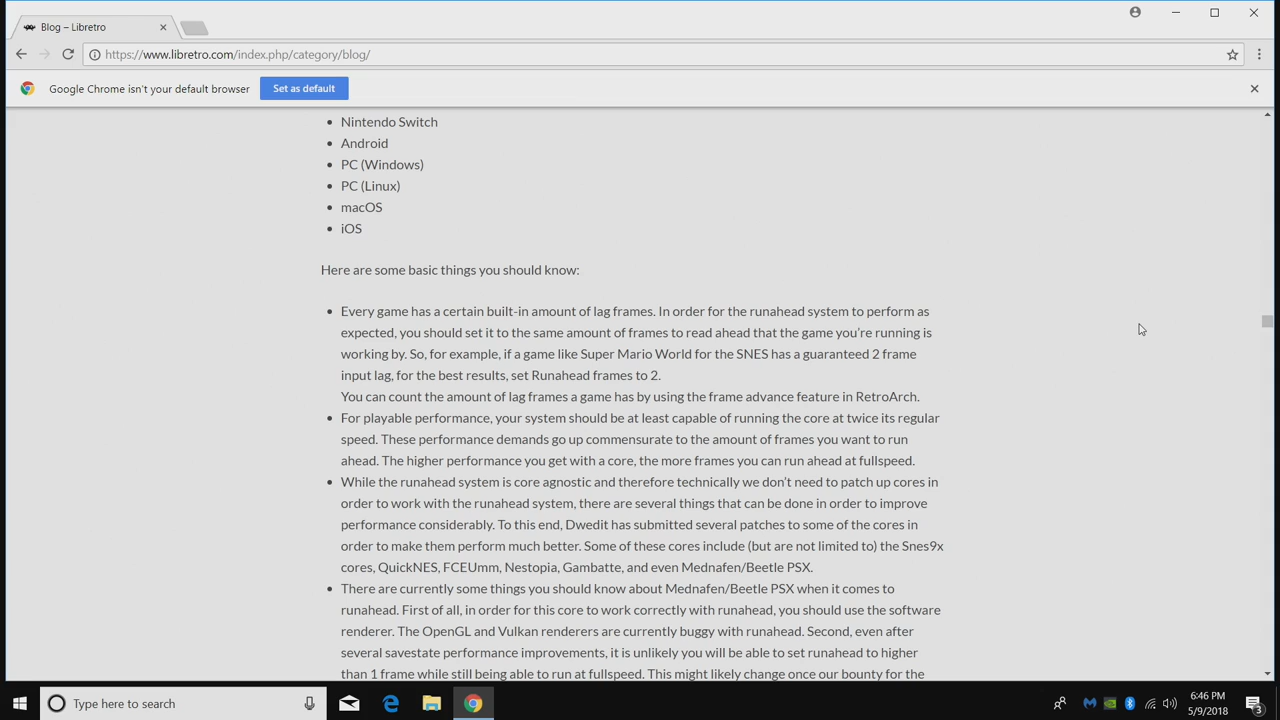 Blog – Libretro
https://www.libretro.com/index.php/category/blog/
Google Chrome isn't your default browser
Set as default
Nintendo Switch
Android
PC (Windows)
PC (Linux)
macOS
iOS
Here are some basic things you should know:
Every game has a certain built-in amount of lag frames. In order for the runahead system to perform as
expected, you should set it to the same amount of frames to read ahead that the game you're running is
working by. So, for example, if a game like Super Mario World for the SNES has a guaranteed 2 frame
input lag, for the best results, set Runahead frames to 2.
You can count the amount of lag frames a game has by using the frame advance feature in RetroArch.
For playable performance, your system should be at least capable of running the core at twice its regular
speed. These performance demands go up commensurate to the amount of frames you want to run
ahead. The higher performance you get with a core, the more frames you can run ahead at fullspeed.
While the runahead system is core agnostic and therefore technically we don't need to patch up cores in
order to work with the runahead system, there are several things that can be done in order to improve
performance considerably. To this end, Dwedit has submitted several patches to some of the cores in
order to make them perform much better. Some of these cores include (but are not limited to) the Snes9x
cores, QuickNES, FCEUmm, Nestopia, Gambatte, and even Mednafen/Beetle PSX.
There are currently some things you should know about Mednafen/Beetle PSX when it comes to
runahead. First of all, in order for this core to work correctly with runahead, you should use the software
renderer. The OpenGL and Vulkan renderers are currently buggy with runahead. Second, even after
several savestate performance improvements, it is unlikely you will be able to set runahead to higher
than 1 frame while still being able to run at fullspeed. This might likely change once our bounty for the
Type here to search
6:46 PM
5/9/2018
3